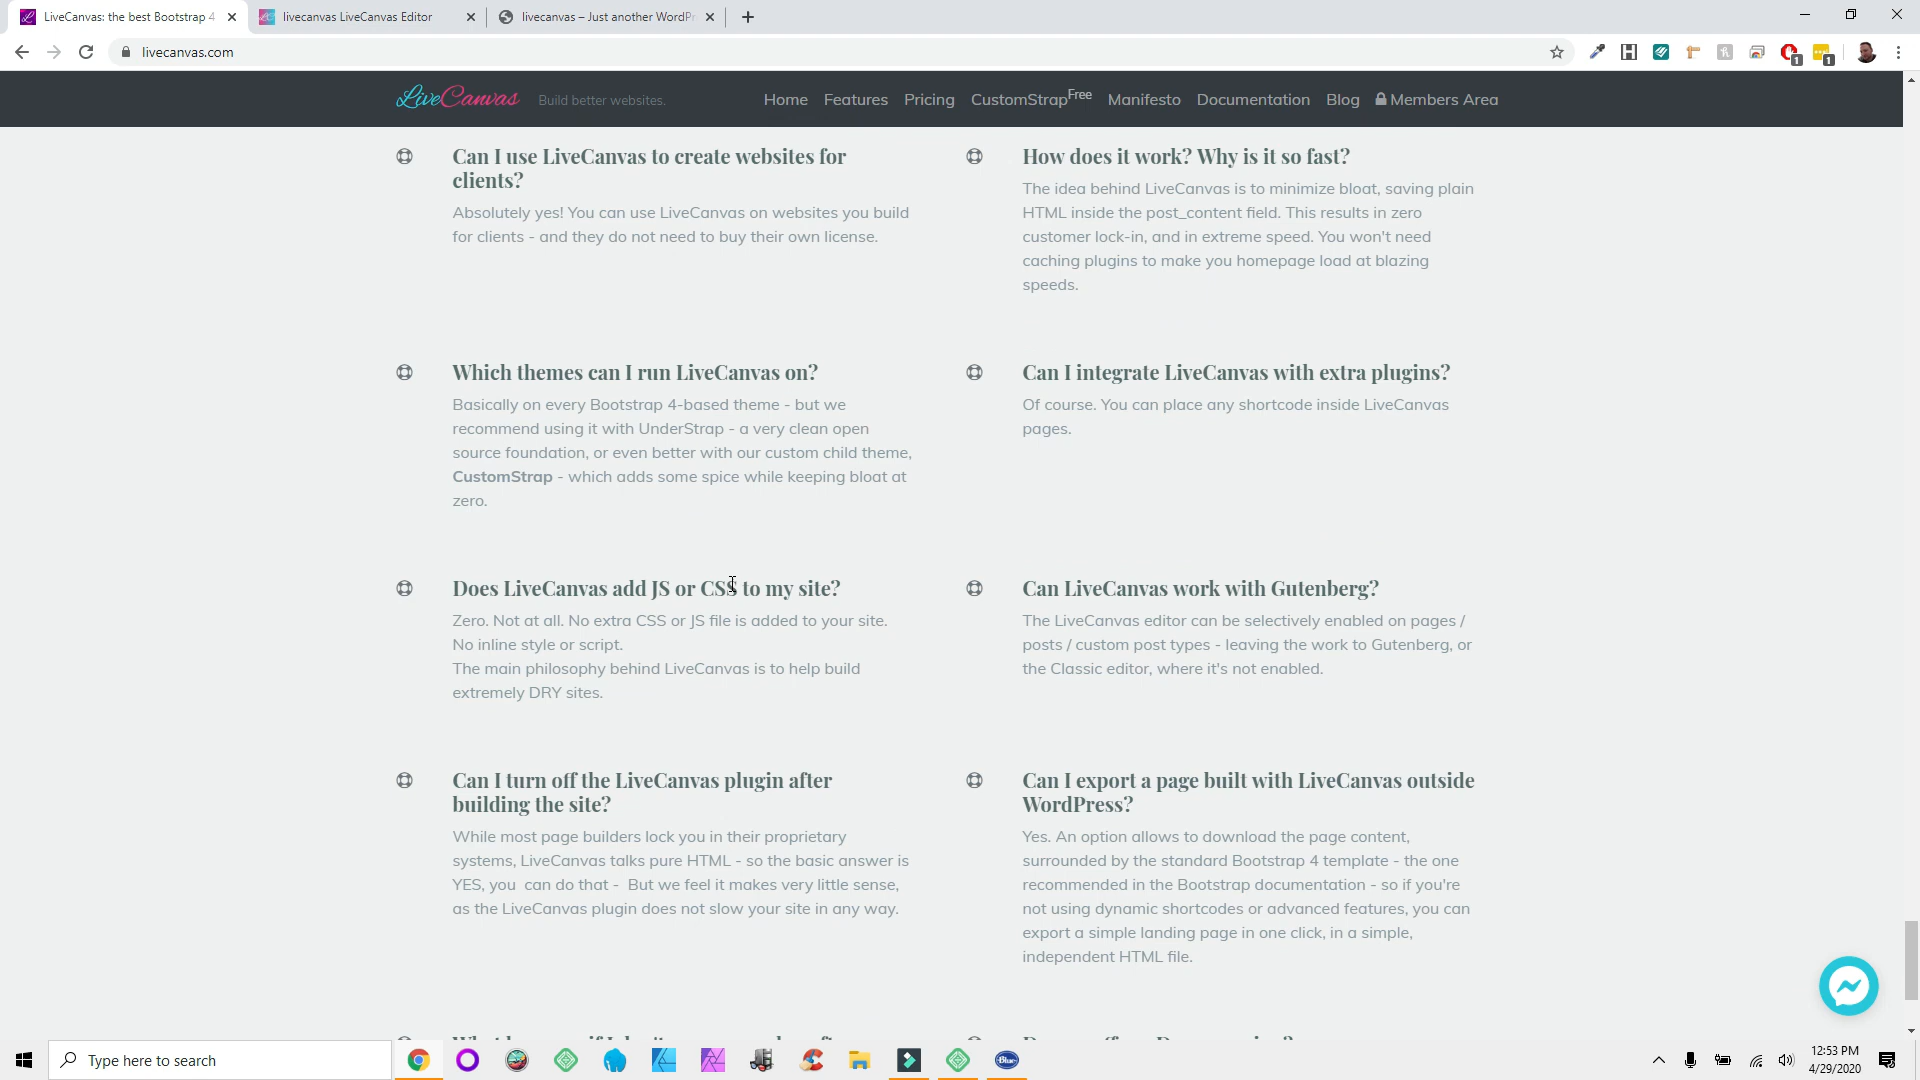 LiveCanvas: the best Bootstrap 4
livecanvas LiveCanvas Editor
livecanvas – Just another WordPr
livecanvas.com
1
1
LiveCanvas
Build better websites.
Home
Features
Pricing
CustomStrap Free
Manifesto
Documentation
Blog
Members Area
Can I use LiveCanvas to create websites for
clients?
Absolutely yes! You can use LiveCanvas on websites you build
for clients - and they do not need to buy their own license.
How does it work? Why is it so fast?
The idea behind LiveCanvas is to minimize bloat, saving plain
HTML inside the post_content field. This results in zero
customer lock-in, and in extreme speed. You won't need
caching plugins to make you homepage load at blazing
speeds.
Which themes can I run LiveCanvas on?
Basically on every Bootstrap 4-based theme - but we
recommend using it with UnderStrap - a very clean open
source foundation, or even better with our custom child theme,
CustomStrap - which adds some spice while keeping bloat at
zero.
Can I integrate LiveCanvas with extra plugins?
Of course. You can place any shortcode inside LiveCanvas
pages.
Does LiveCanvas add JS or CSS to my site?
Zero. Not at all. No extra CSS or JS file is added to your site.
No inline style or script.
The main philosophy behind LiveCanvas is to help build
extremely DRY sites.
Can LiveCanvas work with Gutenberg?
The LiveCanvas editor can be selectively enabled on pages /
posts / custom post types - leaving the work to Gutenberg, or
the Classic editor, where it's not enabled.
Can I turn off the LiveCanvas plugin after
building the site?
While most page builders lock you in their proprietary
systems, LiveCanvas talks pure HTML - so the basic answer is
YES, you can do that - But we feel it makes very little sense,
as the LiveCanvas plugin does not slow your site in any way.
Can I export a page built with LiveCanvas outside
WordPress?
Yes. An option allows to download the page content,
surrounded by the standard Bootstrap 4 template - the one
recommended in the Bootstrap documentation - so if you're
not using dynamic shortcodes or advanced features, you can
export a simple landing page in one click, in a simple,
independent HTML file.
Type here to search
Blue
12:53 PM
4/29/2020